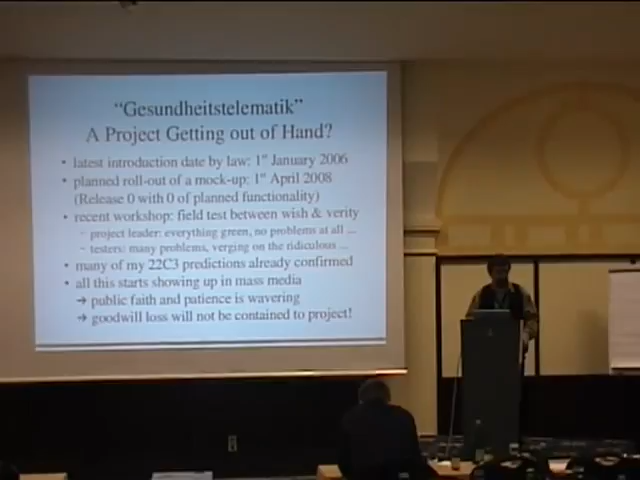 "Gesundheitstelematik"
A Project Getting out of Hand?
• latest introduction date by law: 1st January 2006
• planned roll-out of a mock-up: 1st April 2008
(Release 0 with 0 of planned functionality)
• recent workshop: field test between wish & verity
− project leader: everything green, no problems at all ...
− testers: many problems, verging on the ridiculous ...
• many of my 22C3 predictions already confirmed
• all this starts showing up in mass media
➔ public faith and patience is wavering
➔ goodwill loss will not be contained to project!